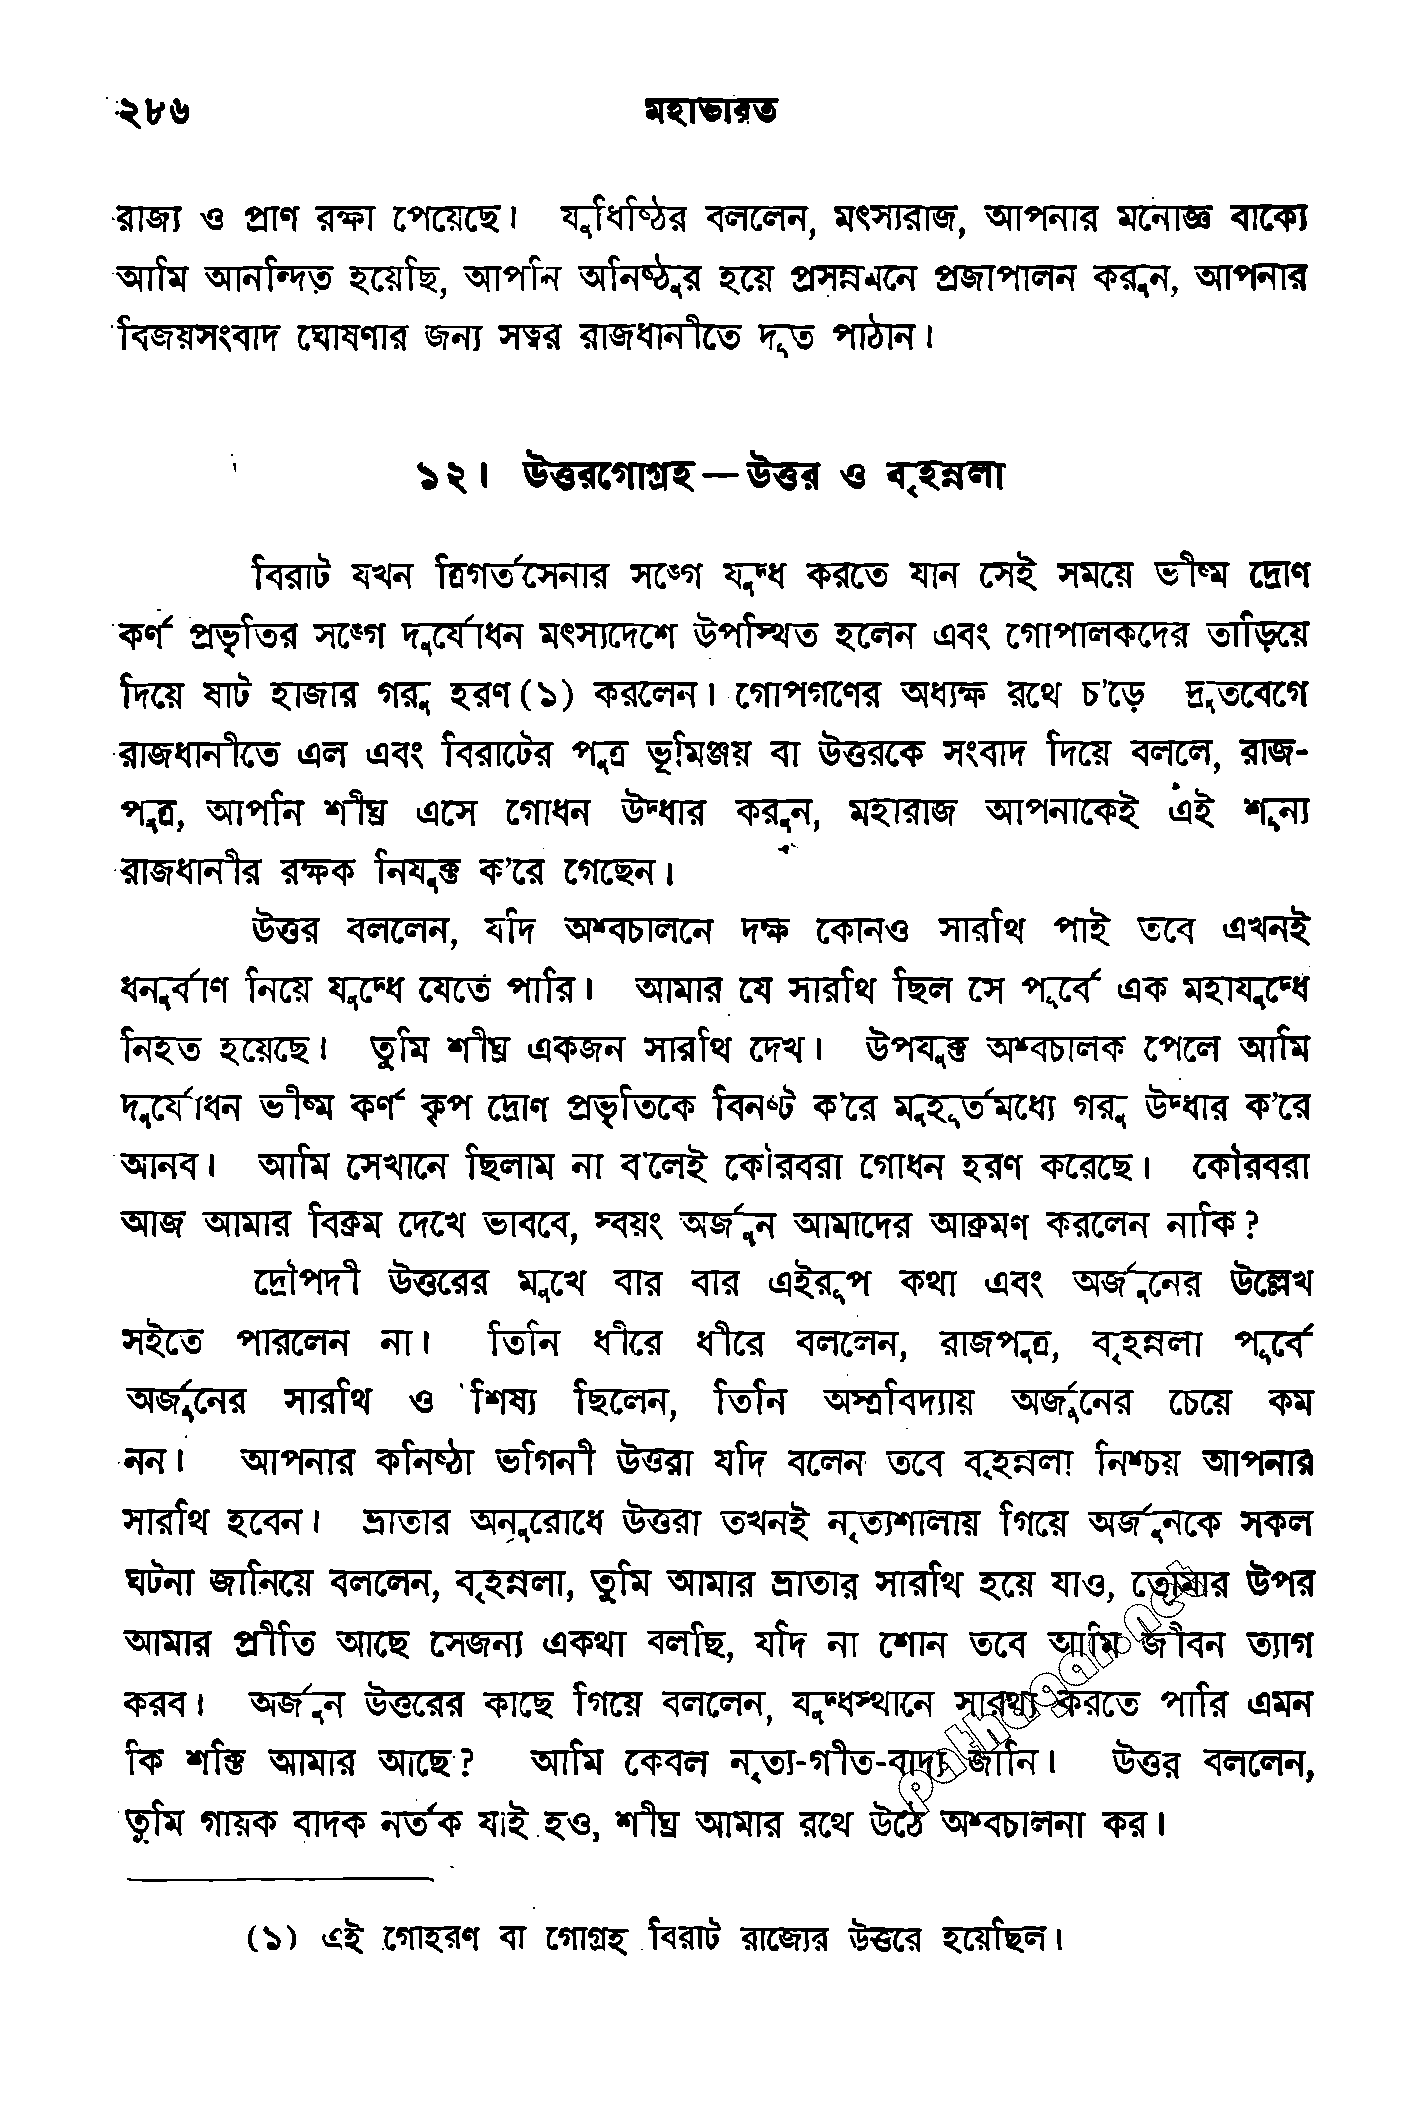 ২৮৬ মহাভারত
রাজ্য ও প্রাণ রক্ষা পেয়েছে। যুধিষ্ঠির বললেন, মৎস্যরাজ, আপনার মনোজ্ঞ বাক্যে
আমি আনন্দিত হয়েছি, আপনি অনিষ্ঠুর হয়ে প্রসন্নমনে প্রজাপালন করুন, আপনার
বিজয়সংবাদ ঘোষণার জন্য সত্বর রাজধানীতে দূত পাঠান।
১২। উত্তরগোগ্রহ—উত্তর ও বৃহন্নলা
বিরাট যখন ত্রিগর্তসেনার সঙ্গে যুদ্ধ করতে যান সেই সময়ে ভীষ্ম দ্রোণ
কর্ণ প্রভৃতির সঙ্গে দুর্যোধন মৎস্যদেশে উপস্থিত হলেন এবং গোপালকদের তাড়িয়ে
দিয়ে ষাট হাজার গরু হরণ(১) করলেন। গোপগণের অধ্যক্ষ রথে চ'ড়ে দ্রুতবেগে
রাজধানীতে এল এবং বিরাটের পুত্র ভূমিঞ্জয় বা উত্তরকে সংবাদ দিয়ে বললে, রাজ-
পুত্র, আপনি শীঘ্র এসে গোধন উদ্ধার করুন, মহারাজ আপনাকেই এই শূন্য
রাজধানীর রক্ষক নিযুক্ত ক'রে গেছেন।
উত্তর বললেন, যদি অশ্বচালনে দক্ষ কোনও সারথি পাই তবে এখনই
ধনুর্বাণ নিয়ে যুদ্ধে যেতে পারি। আমার যে সারথি ছিল সে পূর্বে এক মহাযুদ্ধে
নিহত হয়েছে। তুমি শীঘ্র একজন সারথি দেখ। উপযুক্ত অশ্বচালক পেলে আমি
দুর্যোধন ভীষ্ম কর্ণ কৃপ দ্রোণ প্রভৃতিকে বিনষ্ট ক'রে মুহূর্তমধ্যে গরু উদ্ধার ক'রে
আনব। আমি সেখানে ছিলাম না ব'লেই কৌরবরা গোধন হরণ করেছে। কৌরবরা
আজ আমার বিক্রম দেখে ভাববে, স্বয়ং অর্জুন আমাদের আক্রমণ করলেন নাকি?
দ্রৌপদী উত্তরের মুখে বার বার এইরূপ কথা এবং অর্জুনের উল্লেখ
সইতে পারলেন না। তিনি ধীরে ধীরে বললেন, রাজপুত্র, বৃহন্নলা পূর্বে
অর্জুনের সারথি ও শিষ্য ছিলেন, তিনি অস্ত্রবিদ্যায় অর্জুনের চেয়ে কম
নন। আপনার কনিষ্ঠা ভগিনী উত্তরা যদি বলেন তবে বৃহন্নলা নিশ্চয় আপনার
সারথি হবেন। ভ্রাতার অনুরোধে উত্তরা তখনই নৃত্যশালায় গিয়ে অর্জুনকে সকল
ঘটনা জানিয়ে বললেন, বৃহন্নলা, তুমি আমার ভ্রাতার সারথি হয়ে যাও, তোমার উপর
আমার প্রীতি আছে সেজন্য একথা বলছি, যদি না শোন তবে আমি জীবন ত্যাগ
করব। অর্জুন উত্তরের কাছে গিয়ে বললেন, যুদ্ধস্থানে সারথ্য করতে পারি এমন
কি শক্তি আমার আছে? আমি কেবল নৃত্য-গীত-বাদ্য জানি। উত্তর বললেন,
তুমি গায়ক বাদক নর্তক যাই হও, শীঘ্র আমার রথে উঠে অশ্বচালনা কর।
(১) এই গোহরণ বা গোগ্রহ বিরাট রাজ্যের উত্তরে হয়েছিল।
pathagar.net